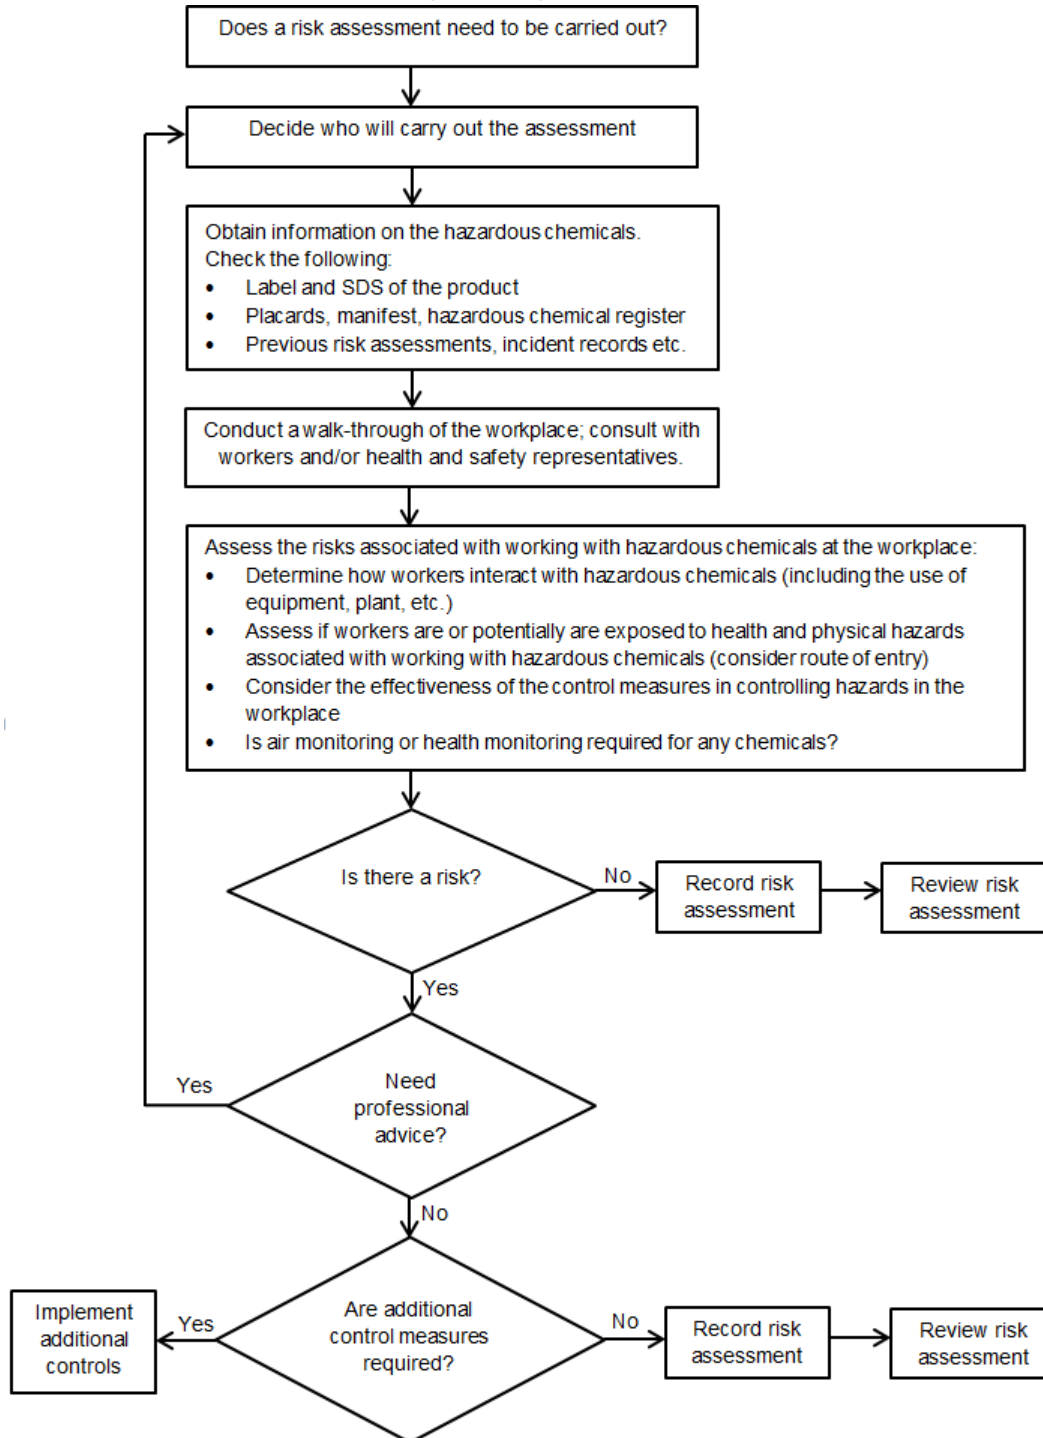 Does a risk assessment need to be carried out?
Decide who will carry out the assessment
Obtain information on the hazardous chemicals.
Check the following:
• Label and SDS of the product
• Placards, manifest, hazardous chemical register
• Previous risk assessments, incident records etc.
Conduct a walk-through of the workplace; consult with
workers and/or health and safety representatives.
Assess the risks associated with working with hazardous chemicals at the workplace:
• Determine how workers interact with hazardous chemicals (including the use of
equipment, plant, etc.)
• Assess if workers are or potentially are exposed to health and physical hazards
associated with working with hazardous chemicals (consider route of entry)
• Consider the effectiveness of the control measures in controlling hazards in the
workplace
• Is air monitoring or health monitoring required for any chemicals?
Is there a risk?
No
Record risk
assessment
Review risk
assessment
Yes
Need
professional
advice?
Yes
No
Are additional
control measures
required?
Yes
Implement
additional
controls
No
Record risk
assessment
Review risk
assessment